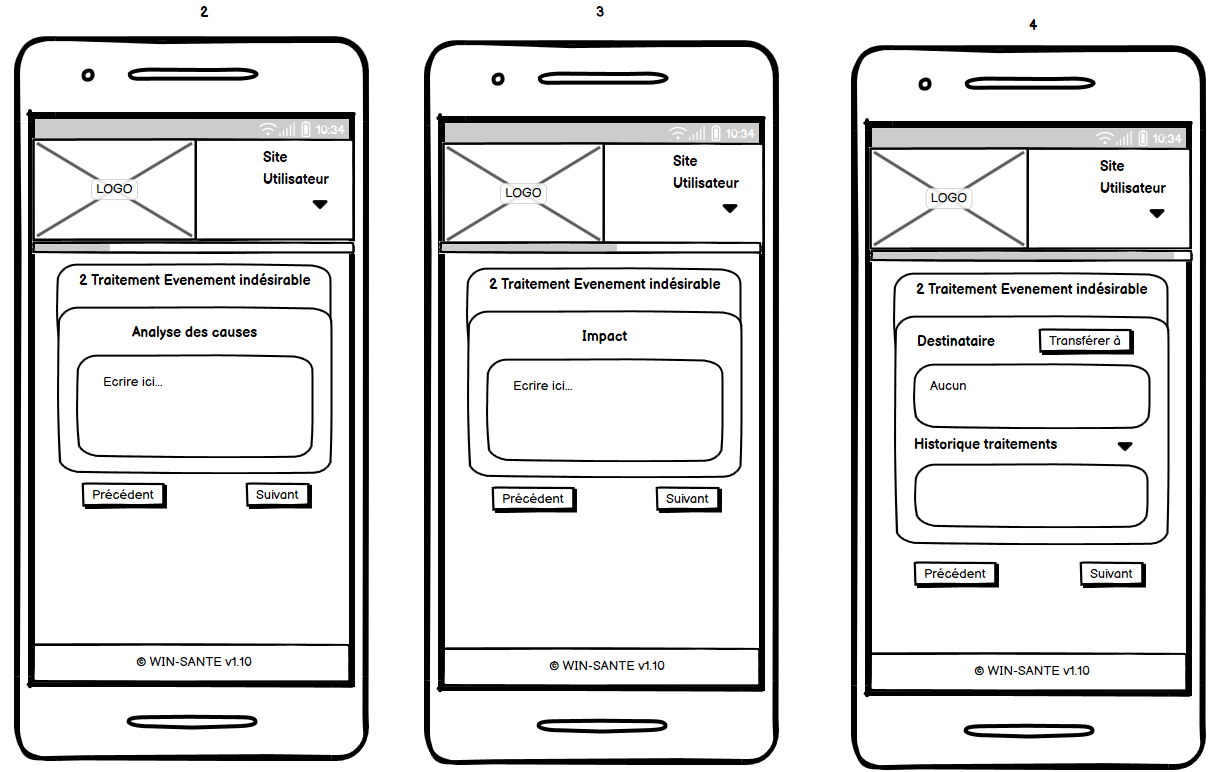 2
10:34
LOGO
Site
Utilisateur
2 Traitement Evenement indésirable
Analyse des causes
Ecrire ici...
Précédent
Suivant
© WIN-SANTE v1.10
3
10:34
LOGO
Site
Utilisateur
2 Traitement Evenement indésirable
Impact
Ecrire ici...
Précédent
Suivant
© WIN-SANTE v1.10
4
10:34
LOGO
Site
Utilisateur
2 Traitement Evenement indésirable
Destinataire
Transférer à
Aucun
Historique traitements
Précédent
Suivant
© WIN-SANTE v1.10